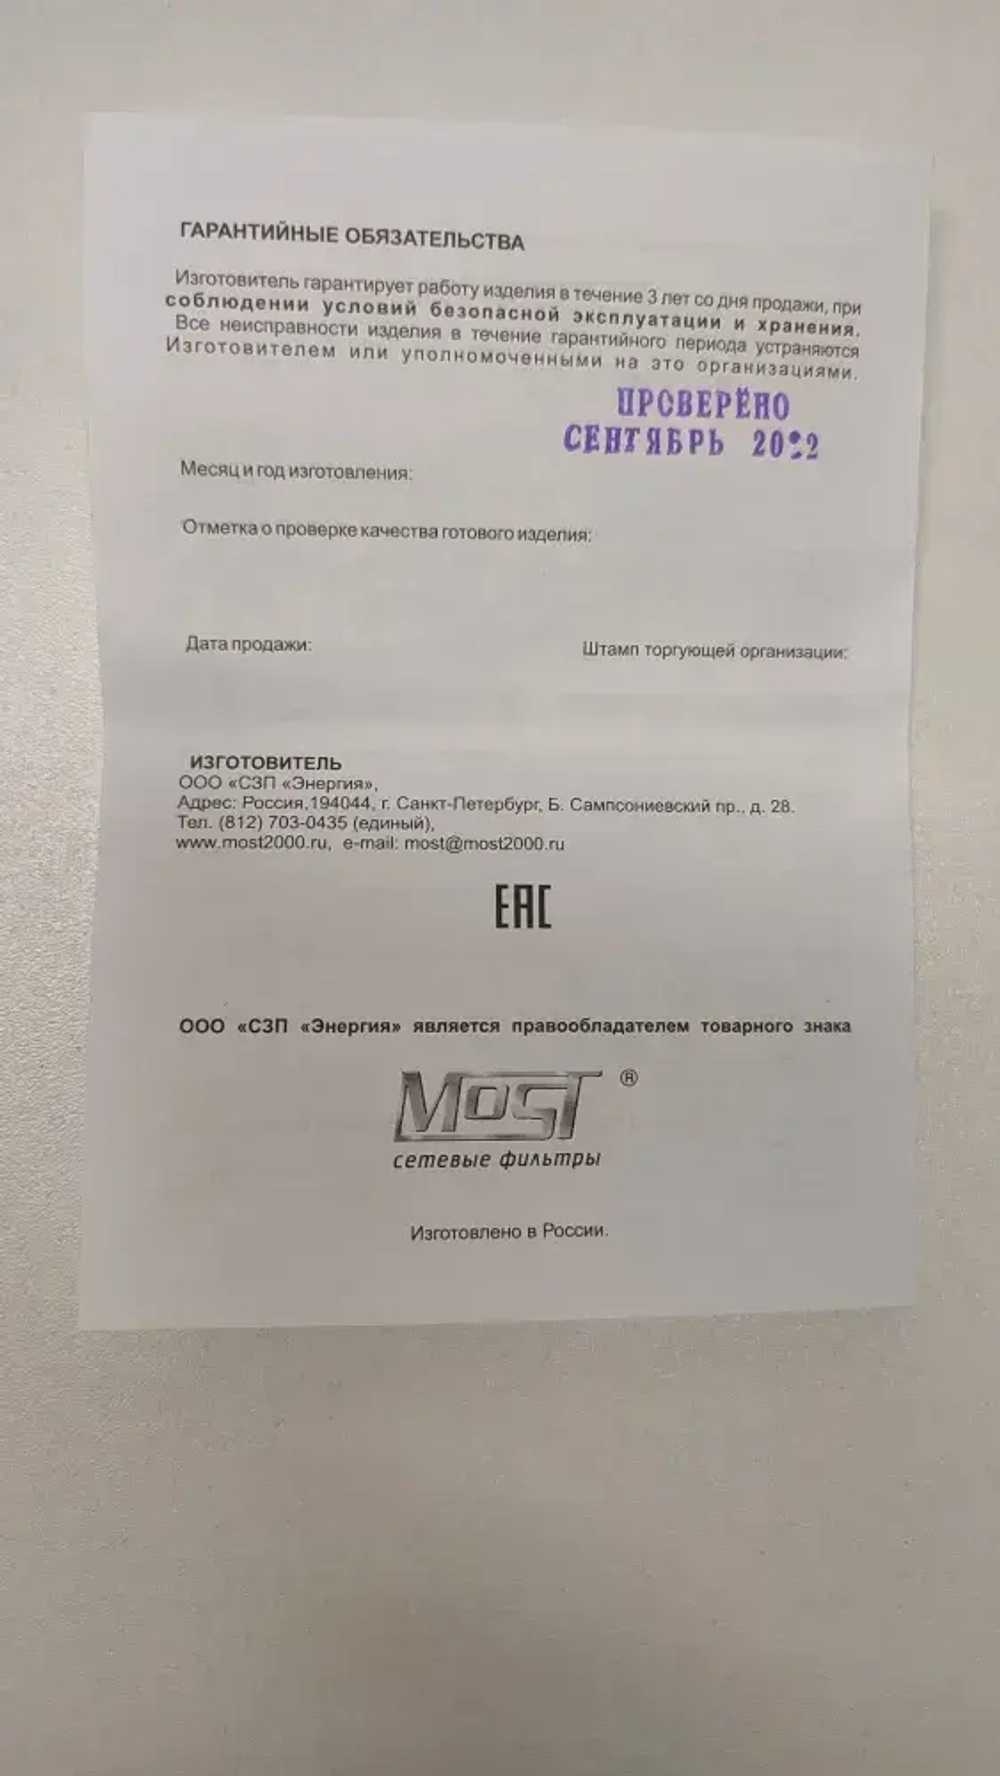 ГАРАНТИЙНЫЕ ОБЯЗАТЕЛЬСТВА
Изготовитель гарантирует работу изделия в течение 3 лет со дня продажи, при
соблюдении условий безопасной эксплуатации и хранения.
Все неисправности изделия в течение гарантийного периода устраняются
Изготовителем или уполномоченными на это организациями.
ПРОВЕРЕНО
СЕНТЯБРЬ 2022
Месяц и год изготовления:
Отметка о проверке качества готового изделия:
Дата продажи:
Штамп торгующей организации:
ИЗГОТОВИТЕЛЬ
ООО «СЗП «Энергия»,
Адрес: Россия,194044, г. Санкт-Петербург, Б. Сампсониевский пр., д. 28.
Тел. (812) 703-0435 (единый),
www.most2000.ru, e-mail: most@most2000.ru
EAC
ООО «СЗП «Энергия» является правообладателем товарного знака
MOST ®
сетевые фильтры
Изготовлено в России.